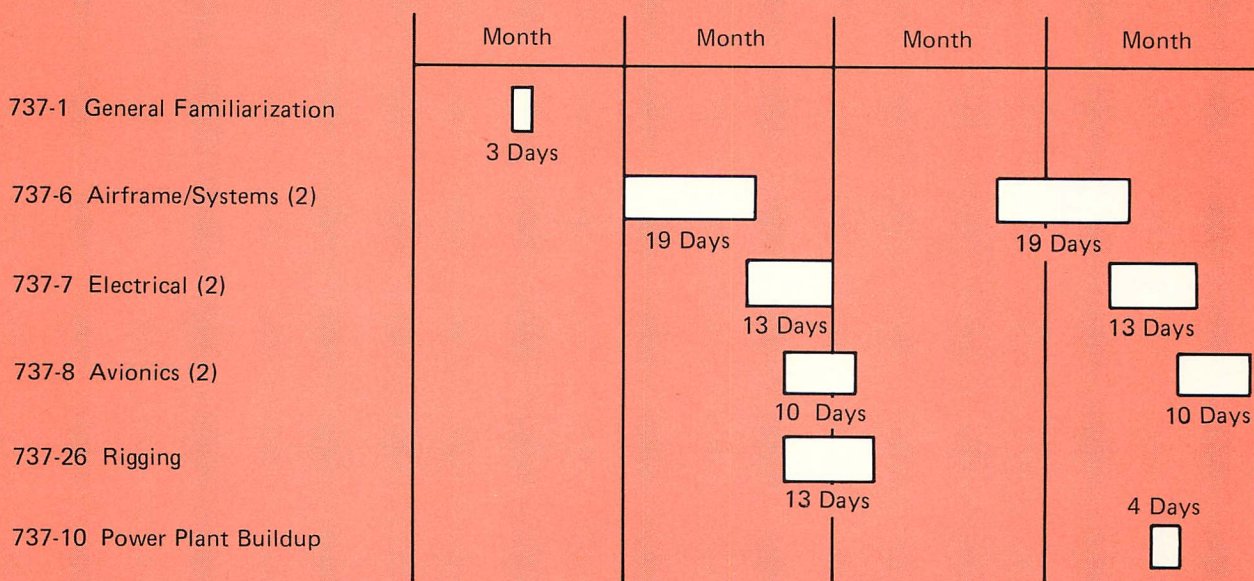 Month Month Month Month
737-1 General Familiarization
3 Days
737-6 Airframe/Systems (2)
19 Days 19 Days
737-7 Electrical (2)
13 Days 13 Days
737-8 Avionics (2)
10 Days 10 Days
737-26 Rigging
13 Days
4 Days
737-10 Power Plant Buildup